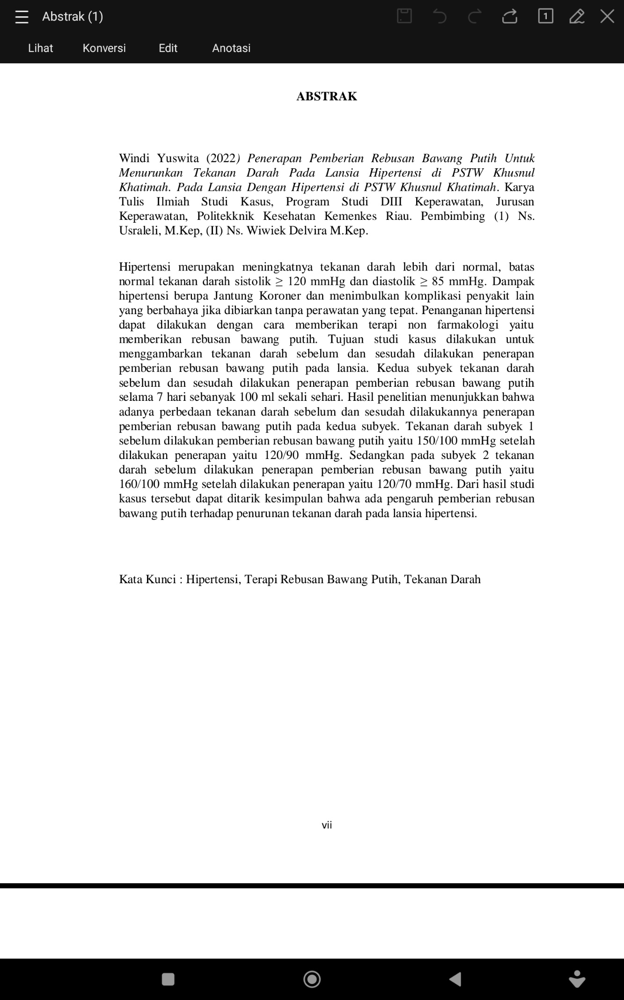 Abstrak (1)
1
Lihat Konversi Edit Anotasi
ABSTRAK
Windi Yuswita (2022) Penerapan Pemberian Rebusan Bawang Putih Untuk
Menurunkan Tekanan Darah Pada Lansia Hipertensi di PSTW Khusnul
Khatimah. Pada Lansia Dengan Hipertensi di PSTW Khusnul Khatimah. Karya
Tulis Ilmiah Studi Kasus, Program Studi DIII Keperawatan, Jurusan
Keperawatan, Politekknik Kesehatan Kemenkes Riau. Pembimbing (1) Ns.
Usraleli, M.Kep, (II) Ns. Wiwiek Delvira M.Kep.
Hipertensi merupakan meningkatnya tekanan darah lebih dari normal, batas
normal tekanan darah sistolik ≥ 120 mmHg dan diastolik ≥ 85 mmHg. Dampak
hipertensi berupa Jantung Koroner dan menimbulkan komplikasi penyakit lain
yang berbahaya jika dibiarkan tanpa perawatan yang tepat. Penanganan hipertensi
dapat dilakukan dengan cara memberikan terapi non farmakologi yaitu
memberikan rebusan bawang putih. Tujuan studi kasus dilakukan untuk
menggambarkan tekanan darah sebelum dan sesudah dilakukan penerapan
pemberian rebusan bawang putih pada lansia. Kedua subyek tekanan darah
sebelum dan sesudah dilakukan penerapan pemberian rebusan bawang putih
selama 7 hari sebanyak 100 ml sekali sehari. Hasil penelitian menunjukkan bahwa
adanya perbedaan tekanan darah sebelum dan sesudah dilakukannya penerapan
pemberian rebusan bawang putih pada kedua subyek. Tekanan darah subyek 1
sebelum dilakukan pemberian rebusan bawang putih yaitu 150/100 mmHg setelah
dilakukan penerapan yaitu 120/90 mmHg. Sedangkan pada subyek 2 tekanan
darah sebelum dilakukan penerapan pemberian rebusan bawang putih yaitu
160/100 mmHg setelah dilakukan penerapan yaitu 120/70 mmHg. Dari hasil studi
kasus tersebut dapat ditarik kesimpulan bahwa ada pengaruh pemberian rebusan
bawang putih terhadap penurunan tekanan darah pada lansia hipertensi.
Kata Kunci : Hipertensi, Terapi Rebusan Bawang Putih, Tekanan Darah
vii